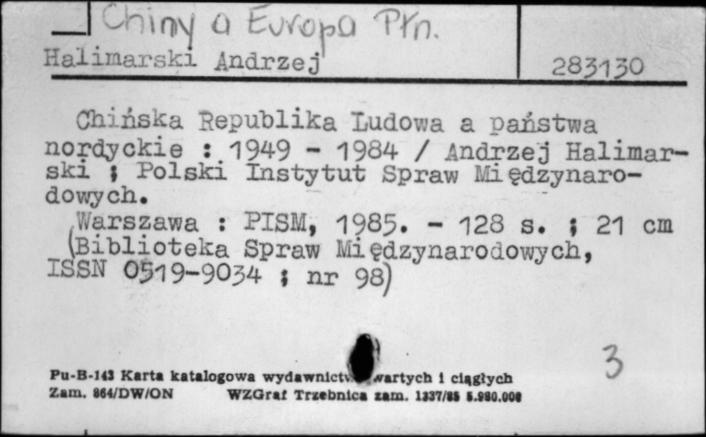 Chiny a Europa Płn.
Halimarski Andrzej 283130
Chińska Republika Ludowa a państwa
nordyckie : 1949 - 1984 / Andrzej Halimar-
ski ; Polski Instytut Spraw Międzynaro-
dowych.
Warszawa : PISM, 1985. - 128 s. ; 21 cm
(Biblioteka Spraw Międzynarodowych,
ISSN 0519-9034 ; nr 98)
3
Pu-B-143 Karta katalogowa ciągłych i
Zam. 864/DW/ON WZGraf Trzebnica zam. 1337/85 5.980.000